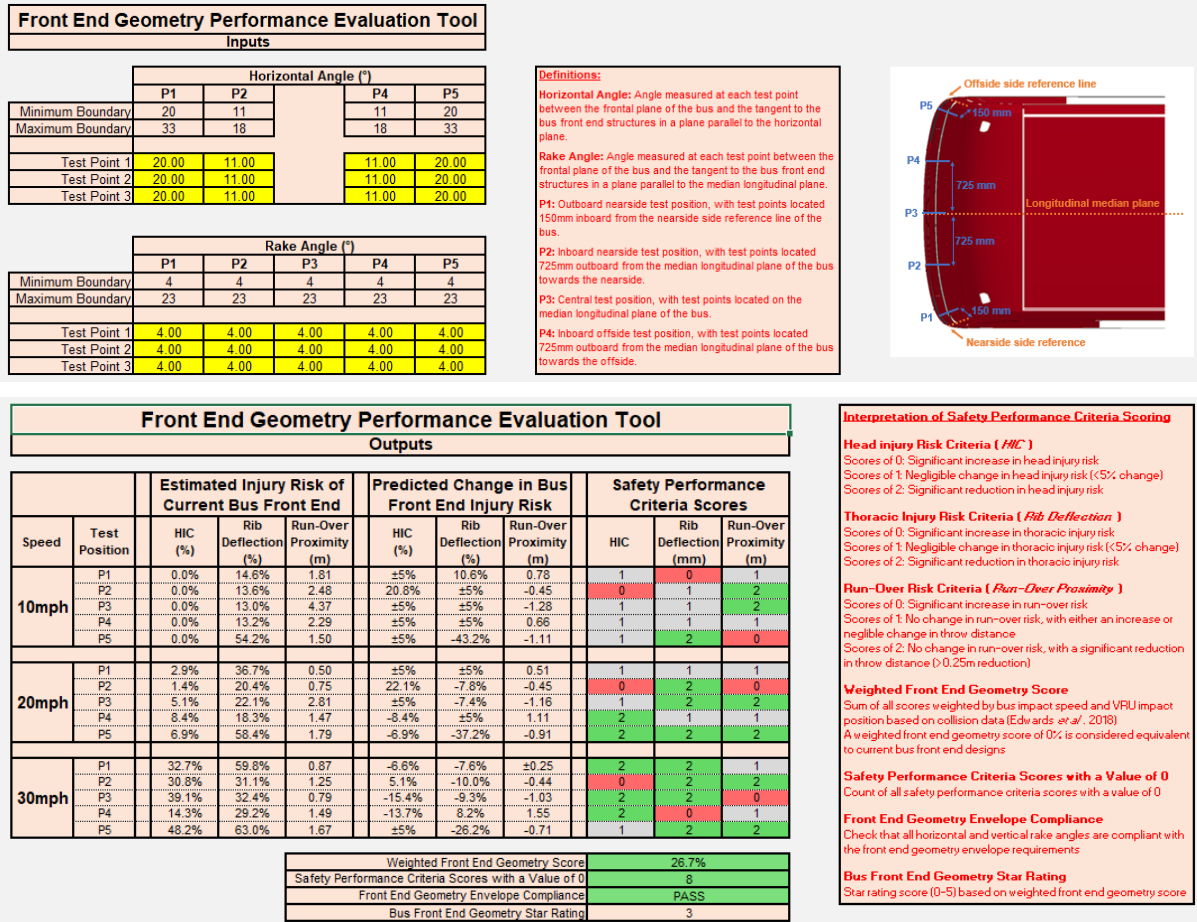 Front End Geometry Performance Evaluation Tool
Inputs
Horizontal Angle (°)
P1 P2 P4 P5
Minimum Boundary 20 11 11 20
Maximum Boundary 33 18 18 33
Test Point 1 20.00 11.00 11.00 20.00
Test Point 2 20.00 11.00 11.00 20.00
Test Point 3 20.00 11.00 11.00 20.00
Rake Angle (°)
P1 P2 P3 P4 P5
Minimum Boundary 4 4 4 4 4
Maximum Boundary 23 23 23 23 23
Test Point 1 4.00 4.00 4.00 4.00 4.00
Test Point 2 4.00 4.00 4.00 4.00 4.00
Test Point 3 4.00 4.00 4.00 4.00 4.00
Definitions:
Horizontal Angle: Angle measured at each test point
between the frontal plane of the bus and the tangent to the
bus front end structures in a plane parallel to the horizontal
plane.
Rake Angle: Angle measured at each test point between the
frontal plane of the bus and the tangent to the bus front end
structures in a plane parallel to the median longitudinal plane.
P1: Outboard nearside test position, with test points located
150mm inboard from the nearside side reference line of the
bus.
P2: Inboard nearside test position, with test points located
725mm outboard from the median longitudinal plane of the bus
towards the nearside.
P3: Central test position, with test points located on the
median longitudinal plane of the bus.
P4: Inboard offside test position, with test points located
725mm outboard from the median longitudinal plane of the bus
towards the offside.
Offside side reference line
P5
150 mm
P4
725 mm
P3
Longitudinal median plane
725 mm
P2
P1
150 mm
Nearside side reference
Front End Geometry Performance Evaluation Tool
Outputs
Estimated Injury Risk of Predicted Change in Bus Safety Performance
Current Bus Front End Front End Injury Risk Criteria Scores
Speed Test Position HIC (%) Rib Deflection (%) Run-Over Proximity (m) HIC (%) Rib Deflection (%) Run-Over Proximity (m) HIC Rib Deflection (mm) Run-Over Proximity (m)
10mph
P1 0.0% 14.6% 1.81 ±5% 10.6% 0.78 1 0 1
P2 0.0% 13.6% 2.48 20.8% ±5% -0.45 0 1 2
P3 0.0% 13.0% 4.37 ±5% ±5% -1.28 1 1 2
P4 0.0% 13.2% 2.29 ±5% ±5% 0.66 1 1 1
P5 0.0% 54.2% 1.50 ±5% -43.2% -1.11 1 2 0
20mph
P1 2.9% 36.7% 0.50 ±5% ±5% 0.51 1 1 1
P2 1.4% 20.4% 0.75 22.1% -7.8% -0.45 0 2 0
P3 5.1% 22.1% 2.81 ±5% -7.4% -1.16 1 2 2
P4 8.4% 18.3% 1.47 -8.4% ±5% 1.11 2 1 1
P5 6.9% 58.4% 1.79 -6.9% -37.2% -0.91 2 2 2
30mph
P1 32.7% 59.8% 0.87 -6.6% -7.6% ±0.25 2 2 1
P2 30.8% 31.1% 1.25 5.1% -10.0% -0.44 0 2 2
P3 39.1% 32.4% 0.79 -15.4% -9.3% -1.03 2 2 0
P4 14.3% 29.2% 1.49 -13.7% 8.2% 1.55 2 0 1
P5 48.2% 63.0% 1.67 ±5% -26.2% -0.71 1 2 2
Weighted Front End Geometry Score 26.7%
Safety Performance Criteria Scores with a Value of 0 8
Front End Geometry Envelope Compliance PASS
Bus Front End Geometry Star Rating 3
Interpretation of Safety Performance Criteria Scoring
Head injury Risk Criteria ( HIC )
Scores of 0: Significant increase in head injury risk
Scores of 1: Negligible change in head injury risk (<5% change)
Scores of 2: Significant reduction in head injury risk
Thoracic Injury Risk Criteria ( Rib Deflection )
Scores of 0: Significant increase in thoracic injury risk
Scores of 1: Negligible change in thoracic injury risk (<5% change)
Scores of 2: Significant reduction in thoracic injury risk
Run-Over Risk Criteria ( Run-Over Proximity )
Scores of 0: Significant increase in run-over risk
Scores of 1: No change in run-over risk, with either an increase or
neglible change in throw distance
Scores of 2: No change in run-over risk, with a significant reduction
in throw distance (>0.25m reduction)
Weighted Front End Geometry Score
Sum of all scores weighted by bus impact speed and VRU impact
position based on collision data (Edwards et al. 2018)
A weighted front end geometry score of 0% is considered equivalent
to current bus front end designs
Safety Performance Criteria Scores with a Value of 0
Count of all safety performance criteria scores with a value of 0
Front End Geometry Envelope Compliance
Check that all horizontal and vertical rake angles are compliant with
the front end geometry envelope requirements
Bus Front End Geometry Star Rating
Star rating score (0-5) based on weighted front end geometry score